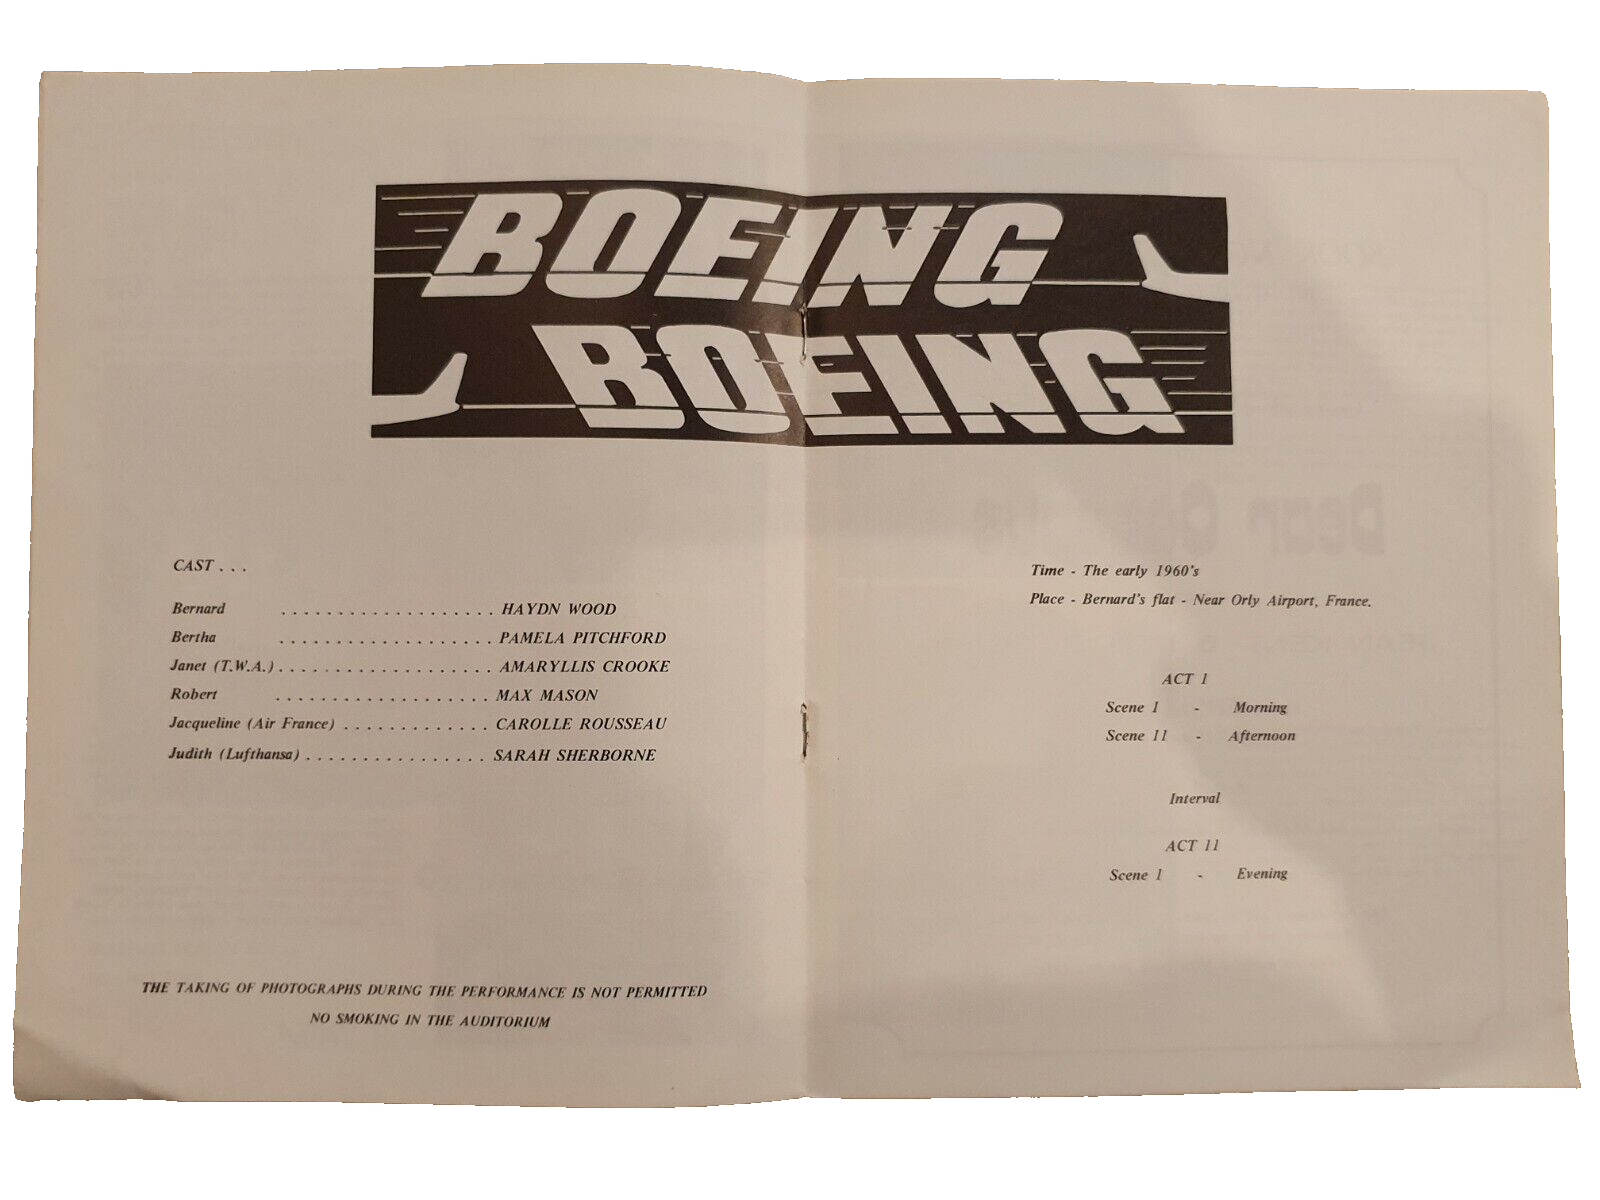 BOEING
BOEING
CAST . . .
Bernard . . . . . . . . . . . . . . . . . . . HAYDN WOOD
Bertha . . . . . . . . . . . . . . . . . . . PAMELA PITCHFORD
Janet (T.W.A.) . . . . . . . . . . . . . . . . . . . AMARYLLIS CROOKE
Robert . . . . . . . . . . . . . . . . . . . MAX MASON
Jacqueline (Air France) . . . . . . . . . . . . . CAROLLE ROUSSEAU
Judith (Lufthansa) . . . . . . . . . . . . . . . . SARAH SHERBORNE
THE TAKING OF PHOTOGRAPHS DURING THE PERFORMANCE IS NOT PERMITTED
NO SMOKING IN THE AUDITORIUM
Time - The early 1960's
Place - Bernard's flat - Near Orly Airport, France.
ACT 1
Scene 1 - Morning
Scene 11 - Afternoon
Interval
ACT 11
Scene 1 - Evening